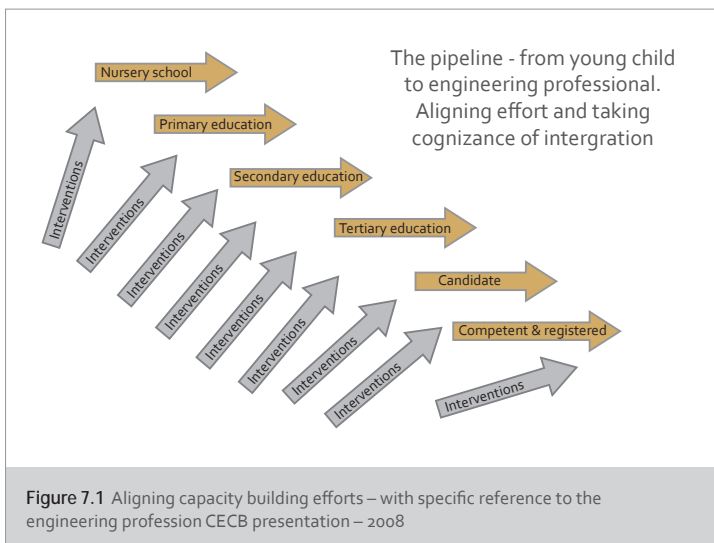 Nursery school
The pipeline - from young child
to engineering professional.
Aligning effort and taking
cognizance of intergration
Primary education
Secondary education
Tertiary education
Candidate
Competent & registered
Interventions
Interventions
Interventions
Interventions
Interventions
Interventions
Interventions
Interventions
Interventions
Figure 7.1 Aligning capacity building efforts – with specific reference to the
engineering profession CECB presentation – 2008